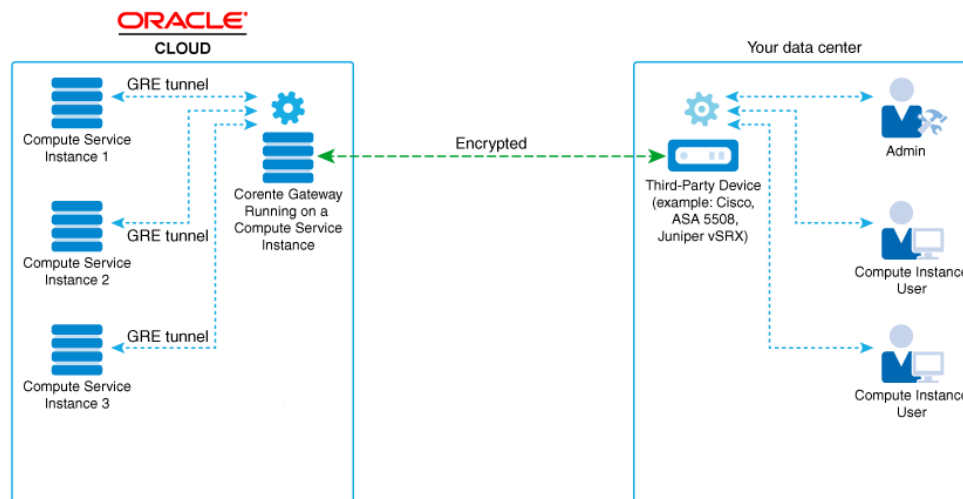 ORACLE
CLOUD
Your data center
GRE tunnel
Compute Service
Instance 1
GRE tunnel
Compute Service
Instance 2
GRE tunnel
Compute Service
Instance 3
Corente Gateway
Running on a
Compute Service
Instance
Encrypted
Third-Party Device
(example: Cisco,
ASA 5508,
Juniper vSRX)
Admin
Compute Instance
User
Compute Instance
User